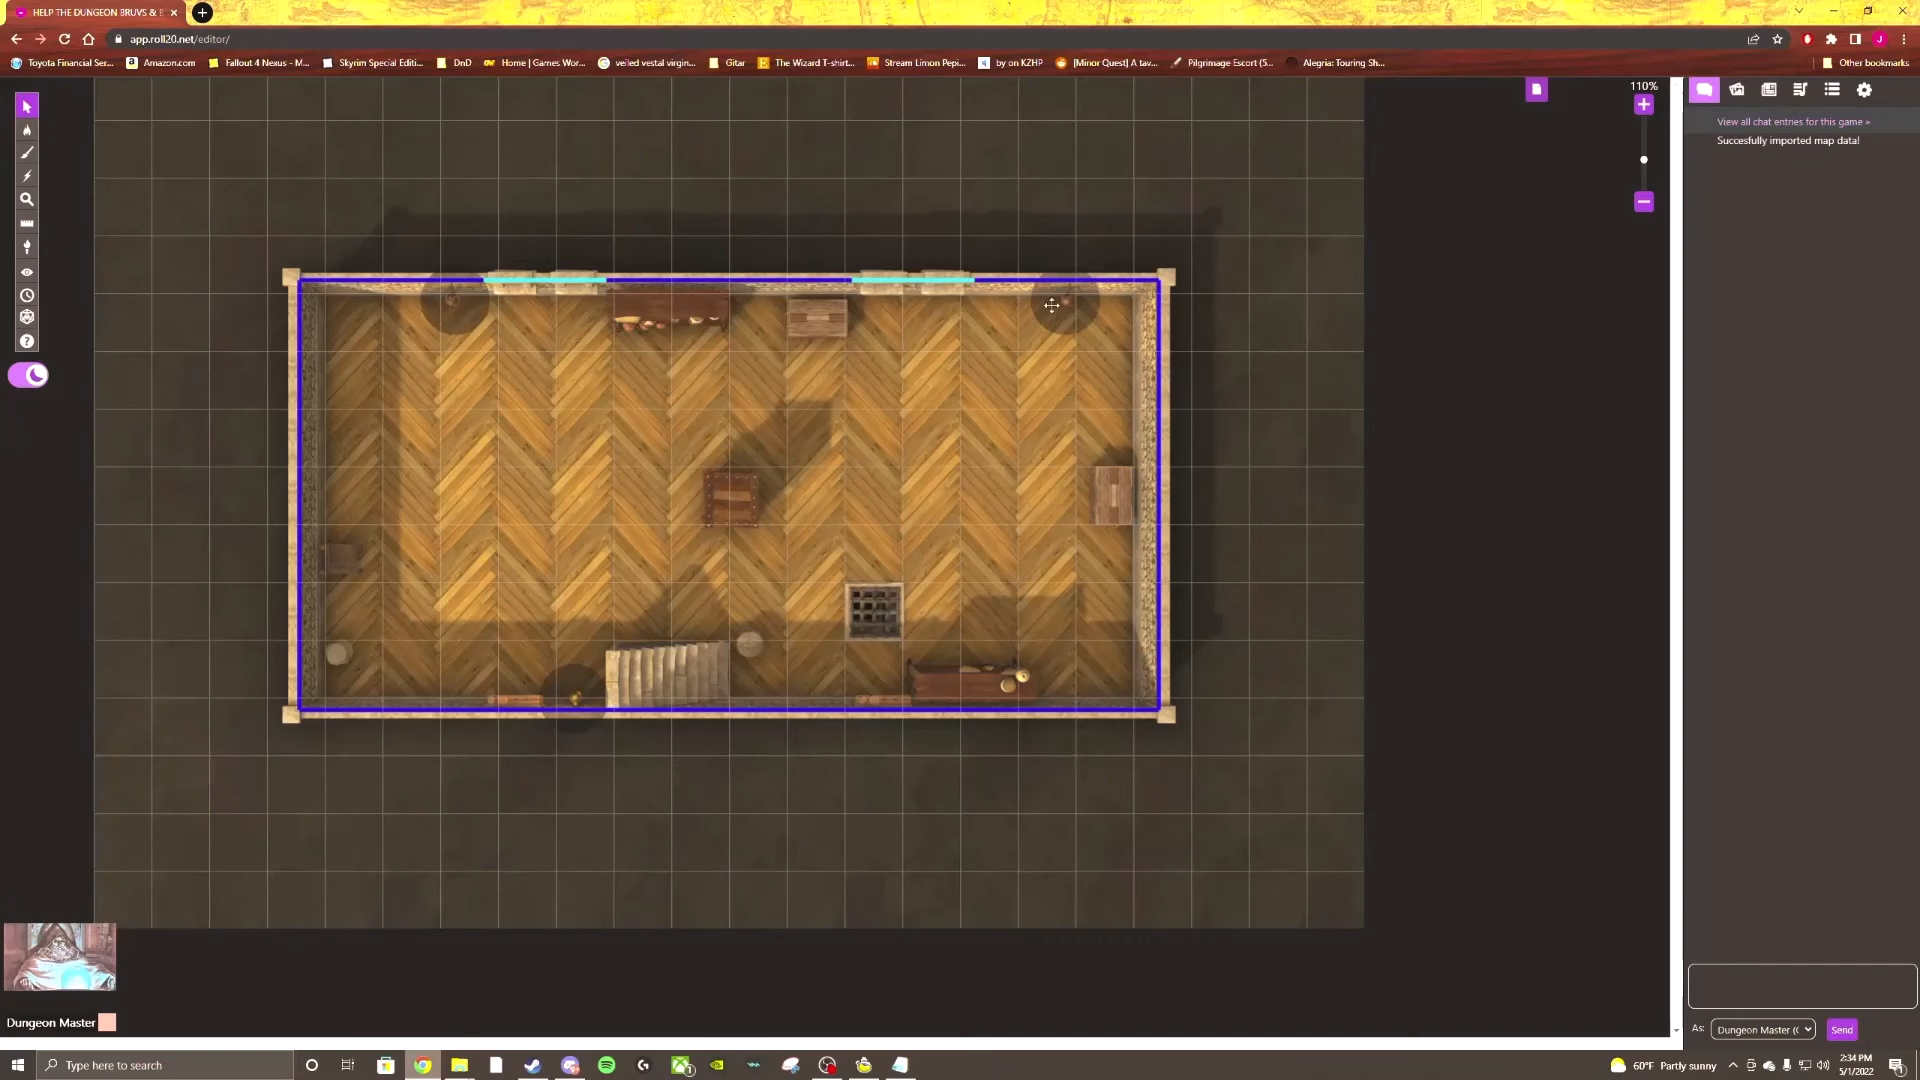 HELP THE DUNGEON BRUVS & E
app.roll20.net/editor/
Toyota Financial Ser... Amazon.com Fallout 4 Nexus - M... Skyrim Special Editi... DnD Home | Games Wor... veiled vestal virgin... Gitar The Wizard T-shirt... Stream Limon Pepi... by on KZHP [Minor Quest] A tav... Pilgrimage Escort (5... Alegria: Touring Sh... Other bookmarks
110%
View all chat entries for this game »
Succesfully imported map data!
Dungeon Master
As: Dungeon Master (( Send
Type here to search
60°F Partly sunny
2:34 PM
5/1/2022